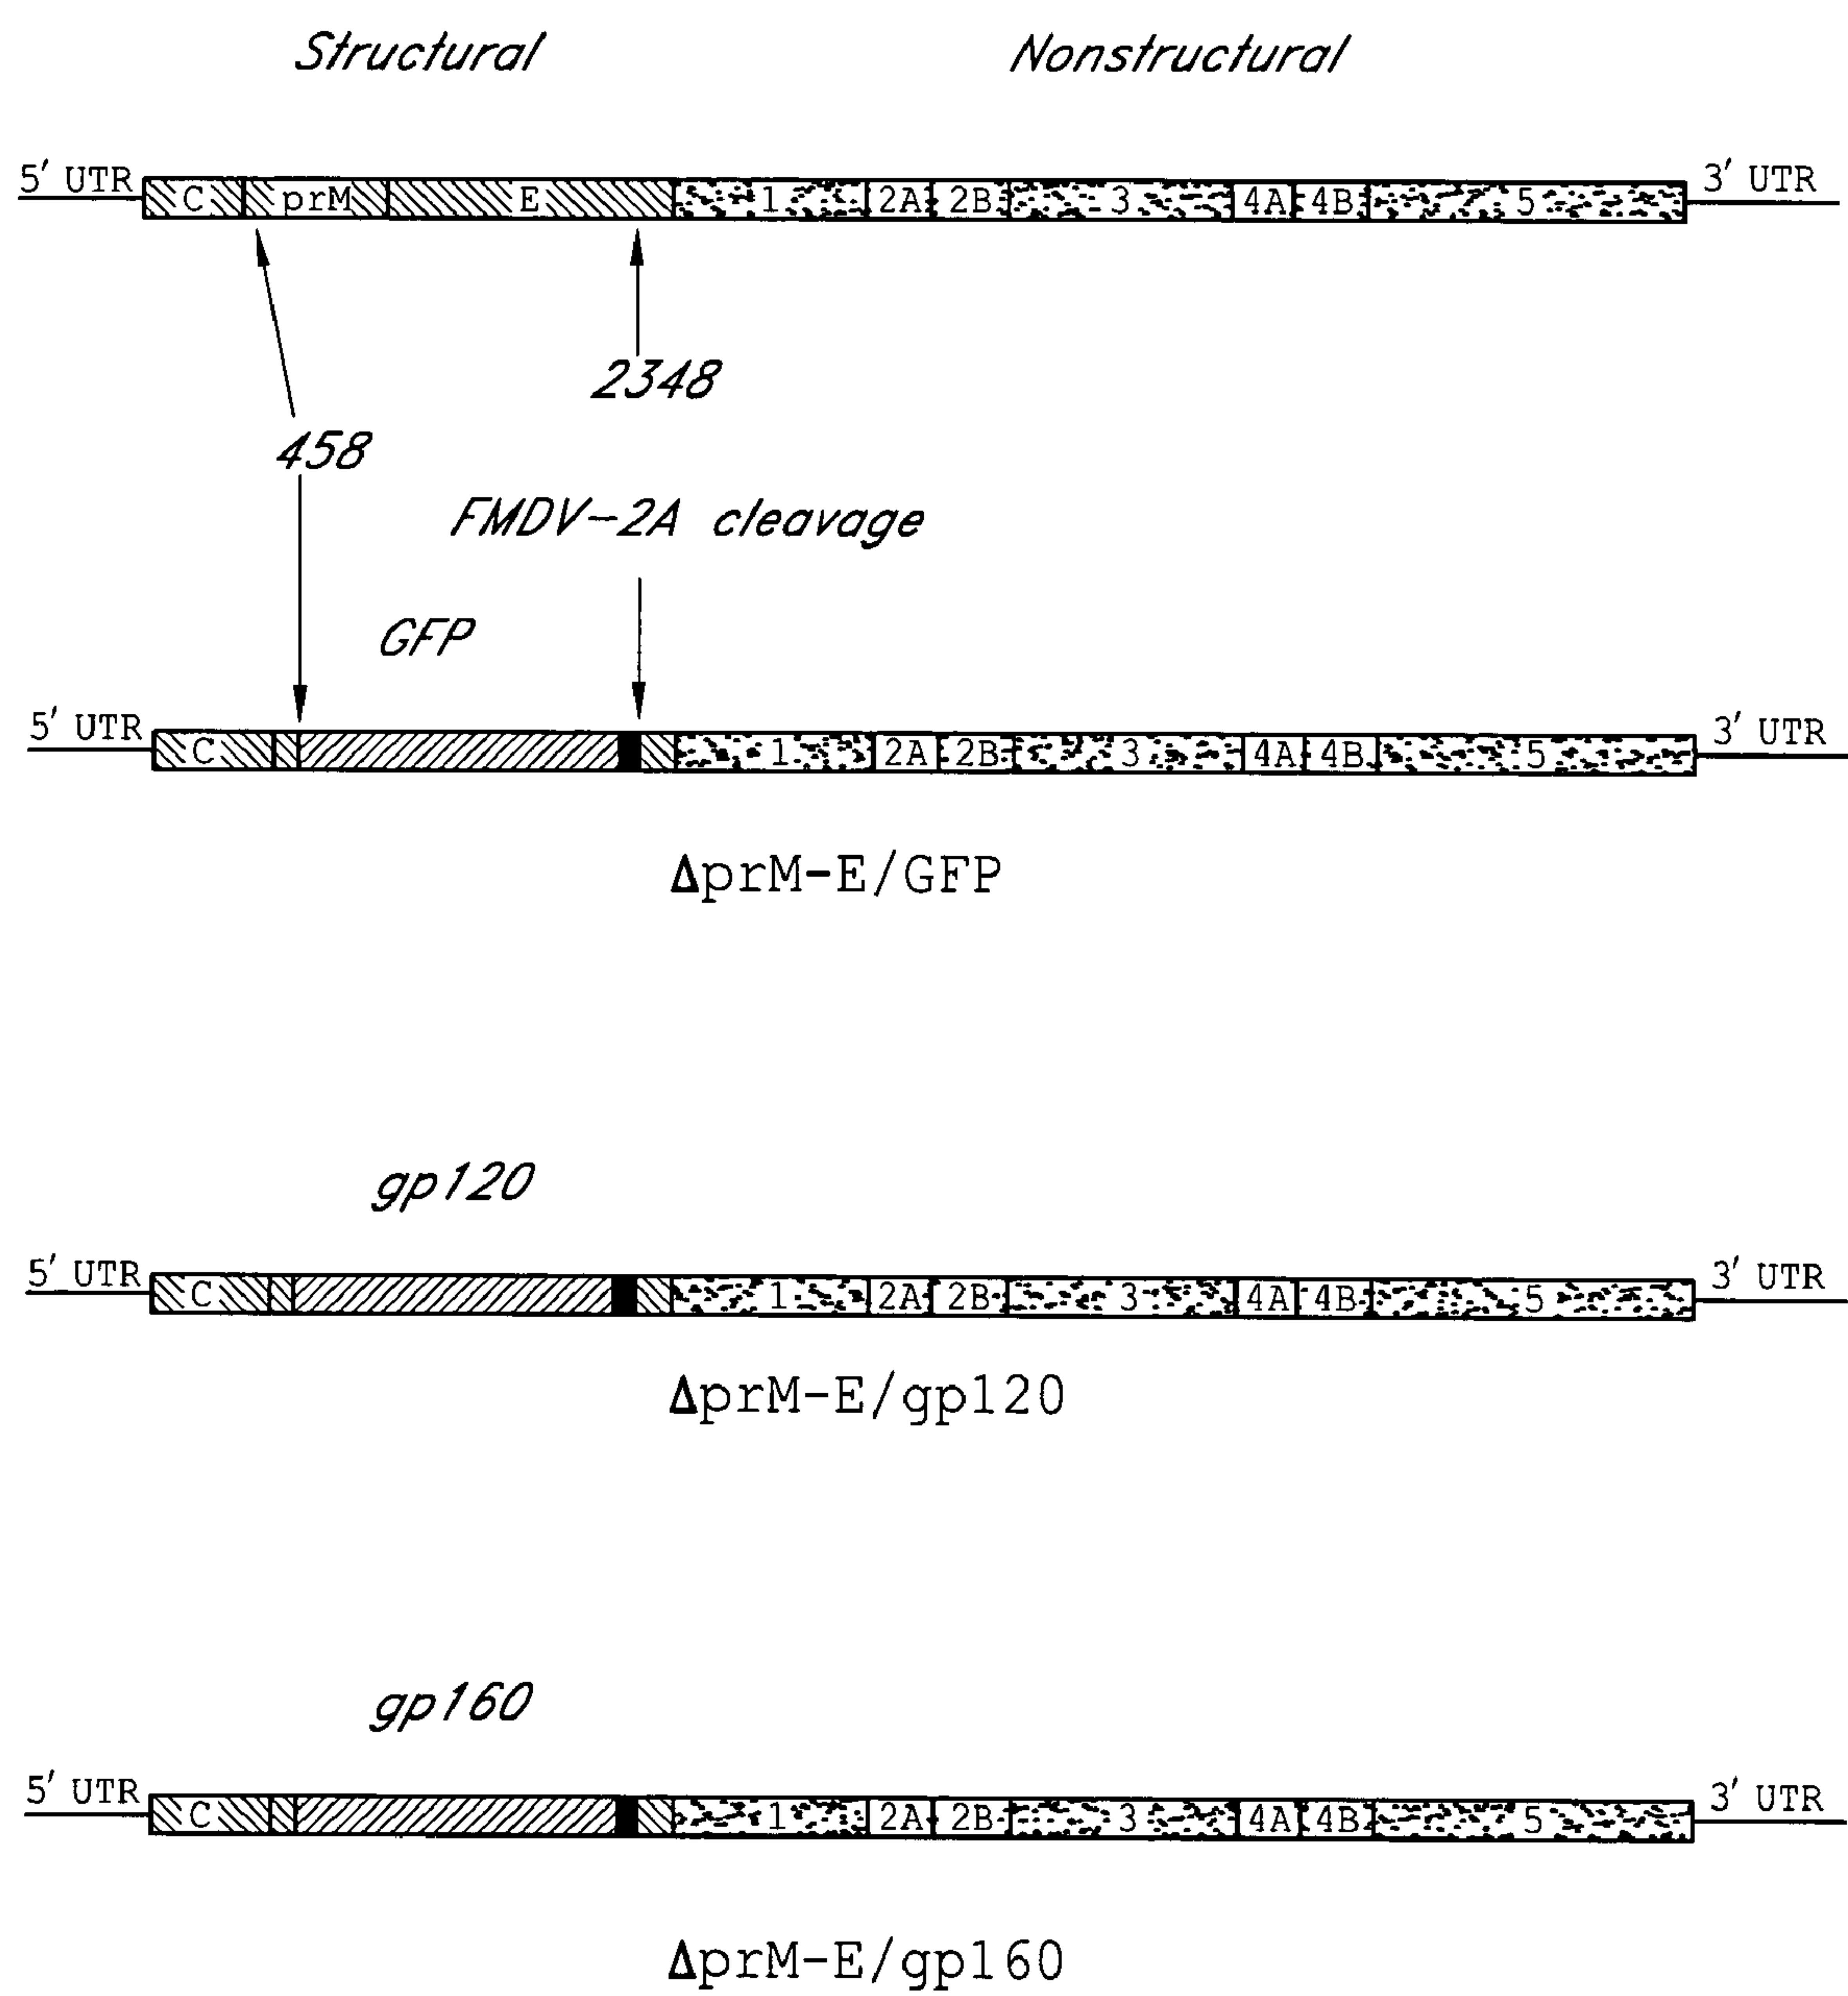 Structural Nonstructural
5' UTR C prM E 1 2A 2B 3 4A 4B 5 3' UTR
2348
458
FMDV-2A cleavage
GFP
5' UTR C 1 2A 2B 3 4A 4B 5 3' UTR
ΔprM-E/GFP
gp120
5' UTR C 1 2A 2B 3 4A 4B 5 3' UTR
ΔprM-E/gp120
gp160
5' UTR C 1 2A 2B 3 4A 4B 5 3' UTR
ΔprM-E/gp160